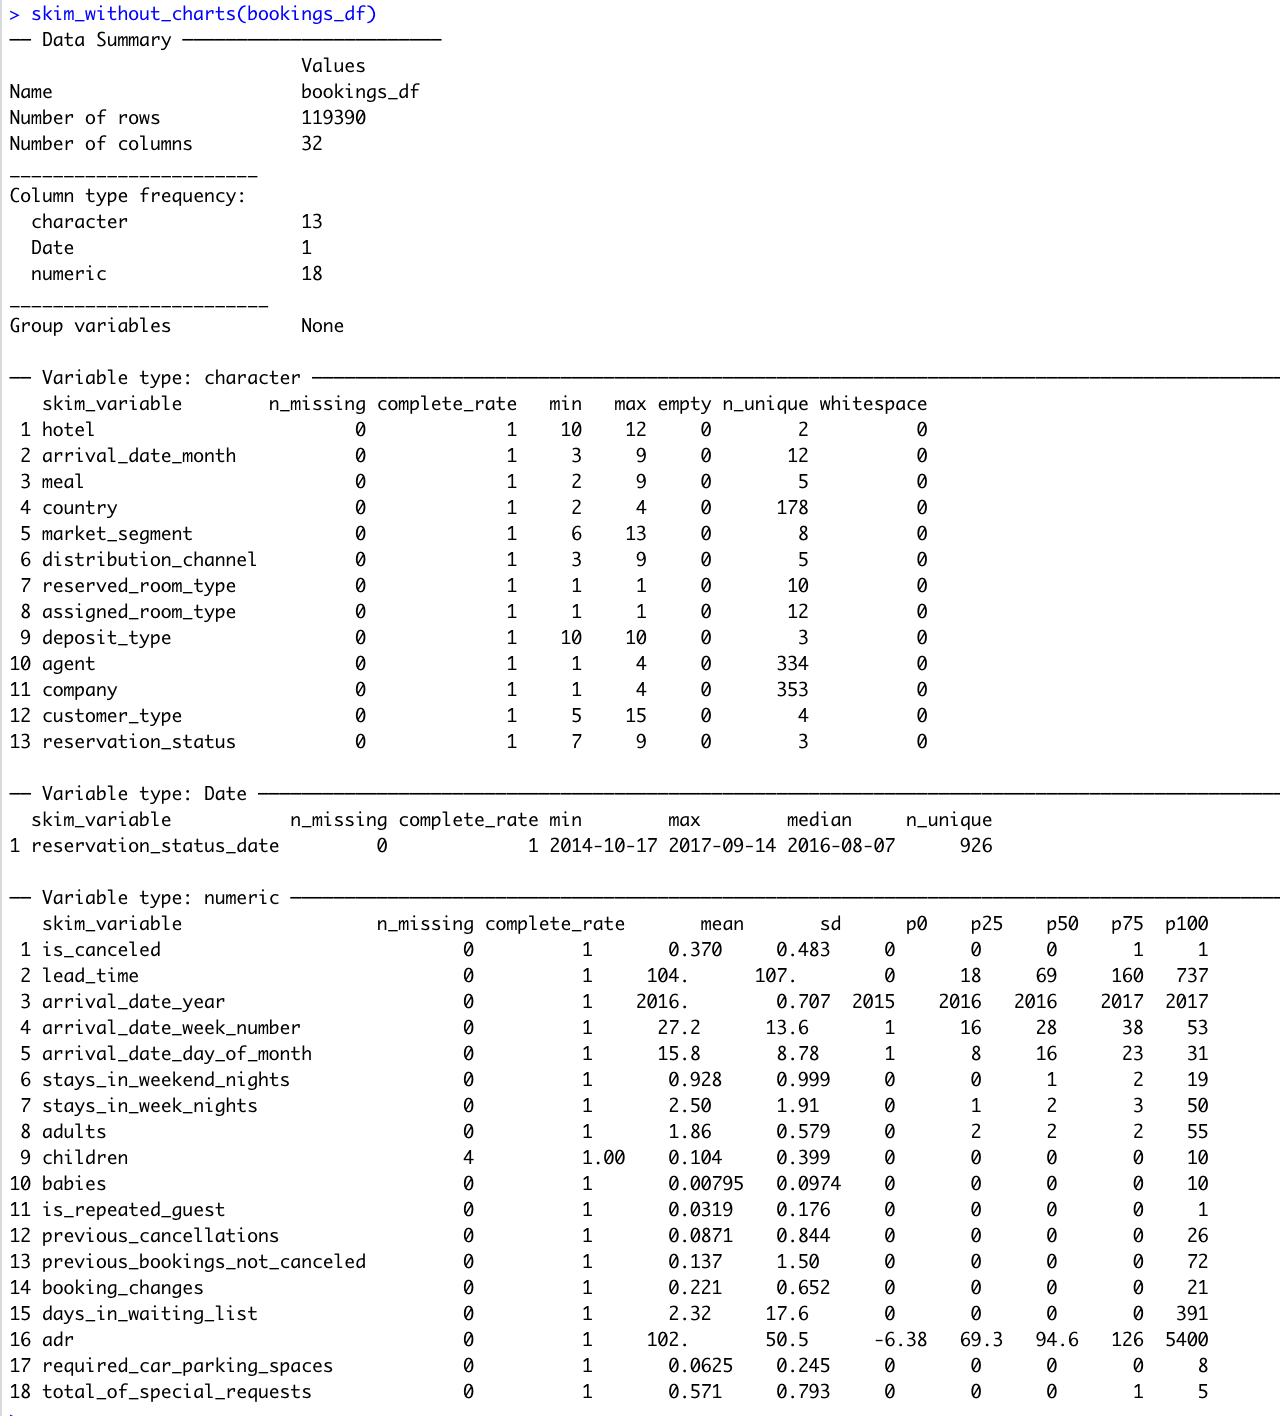 > skim_without_charts(bookings_df)
── Data Summary ────────────────────────
                           Values
Name                       bookings_df
Number of rows             119390
Number of columns          32
_______________________
Column type frequency:
  character                13
  Date                     1
  numeric                  18
________________________
Group variables            None

── Variable type: character ──────────────────────────────────────────────────
   skim_variable        n_missing complete_rate   min   max empty n_unique whitespace
 1 hotel                        0             1    10    12     0        2          0
 2 arrival_date_month           0             1     3     9     0       12          0
 3 meal                         0             1     2     9     0        5          0
 4 country                      0             1     2     4     0      178          0
 5 market_segment               0             1     6    13     0        8          0
 6 distribution_channel         0             1     3     9     0        5          0
 7 reserved_room_type           0             1     1     1     0       10          0
 8 assigned_room_type           0             1     1     1     0       12          0
 9 deposit_type                 0             1    10    10     0        3          0
10 agent                        0             1     1     4     0      334          0
11 company                      0             1     1     4     0      353          0
12 customer_type                0             1     5    15     0        4          0
13 reservation_status           0             1     7     9     0        3          0

── Variable type: Date ──────────────────────────────────────────────────
  skim_variable           n_missing complete_rate min        max        median     n_unique
1 reservation_status_date         0             1 2014-10-17 2017-09-14 2016-08-07      926

── Variable type: numeric ──────────────────────────────────────────────────
   skim_variable                  n_missing complete_rate       mean       sd      p0    p25    p50   p75 p100
 1 is_canceled                            0          1       0.370     0.483     0      0      0     1    1
 2 lead_time                              0          1     104.      107.        0     18     69   160  737
 3 arrival_date_year                      0          1    2016.        0.707  2015   2016   2016  2017 2017
 4 arrival_date_week_number               0          1      27.2      13.6       1     16     28    38   53
 5 arrival_date_day_of_month              0          1      15.8       8.78      1      8     16    23   31
 6 stays_in_weekend_nights                0          1       0.928     0.999     0      0      1     2   19
 7 stays_in_week_nights                   0          1       2.50      1.91      0      1      2     3   50
 8 adults                                 0          1       1.86      0.579     0      2      2     2   55
 9 children                               4          1.00    0.104     0.399     0      0      0     0   10
10 babies                                 0          1       0.00795   0.0974    0      0      0     0   10
11 is_repeated_guest                      0          1       0.0319    0.176     0      0      0     0    1
12 previous_cancellations                 0          1       0.0871    0.844     0      0      0     0   26
13 previous_bookings_not_canceled         0          1       0.137     1.50      0      0      0     0   72
14 booking_changes                        0          1       0.221     0.652     0      0      0     0   21
15 days_in_waiting_list                   0          1       2.32     17.6       0      0      0     0  391
16 adr                                    0          1     102.       50.5      -6.38  69.3   94.6 126 5400
17 required_car_parking_spaces            0          1       0.0625    0.245     0      0      0     0    8
18 total_of_special_requests              0          1       0.571     0.793     0      0      0     1    5